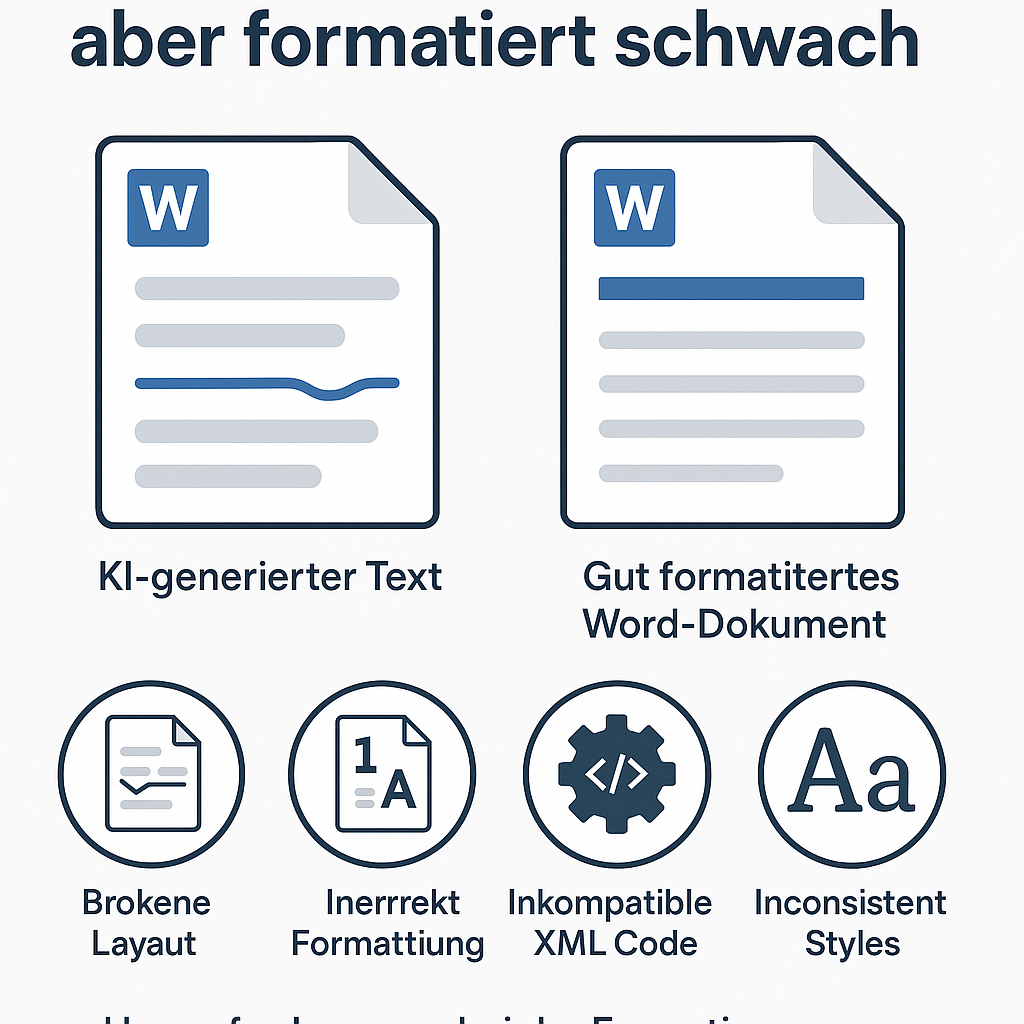 aber formatiert schwach
W
W
KI-generierter Text
Gut formatitertes
Word-Dokument
1
A
</>
Aa
Brokene
Layaut
Inerrrekt
Formattiung
Inkompatible
XML Code
Inconsistent
Styles